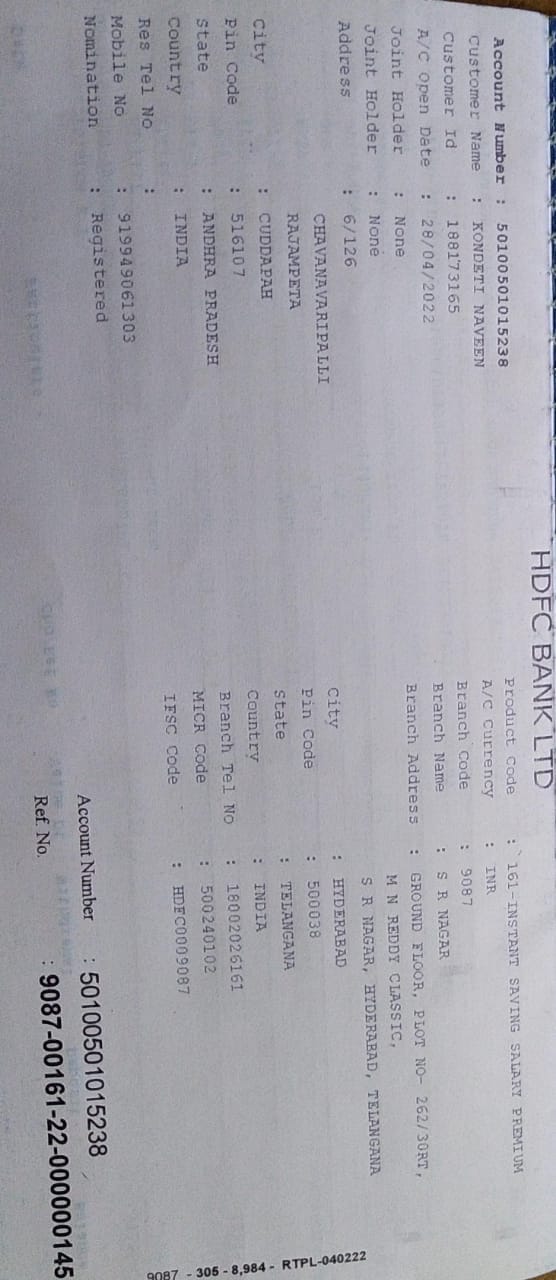 HDFC BANK LTD
Account Number : 50100501015238
Customer Name : KONDETI NAVEEN
Customer Id : 188173165
A/C Open Date : 28/04/2022
Joint Holder : None
Joint Holder : None
Address : 6/126
CHAVANAVARIPALLI
RAJAMPETA
City : CUDDAPAH
Pin Code : 516107
State : ANDHRA PRADESH
Country : INDIA
Res Tel No :
Mobile No : 919949061303
Nomination : Registered
Product Code : 161-INSTANT SAVING SALARY PREMIUM
A/C Currency : INR
Branch Code : 9087
Branch Name : S R NAGAR
Branch Address : GROUND FLOOR, PLOT NO- 262/30RT,
M N REDDY CLASSIC,
S R NAGAR, HYDERABAD, TELANGANA
City : HYDERABAD
Pin Code : 500038
State : TELANGANA
Country : INDIA
Branch Tel No : 18002026161
MICR Code : 500240102
IFSC Code : HDFC0009087
Account Number : 50100501015238
Ref. No. : 9087-00161-22-000000145
9087 - 305 - 8,984 - RTPL-040222